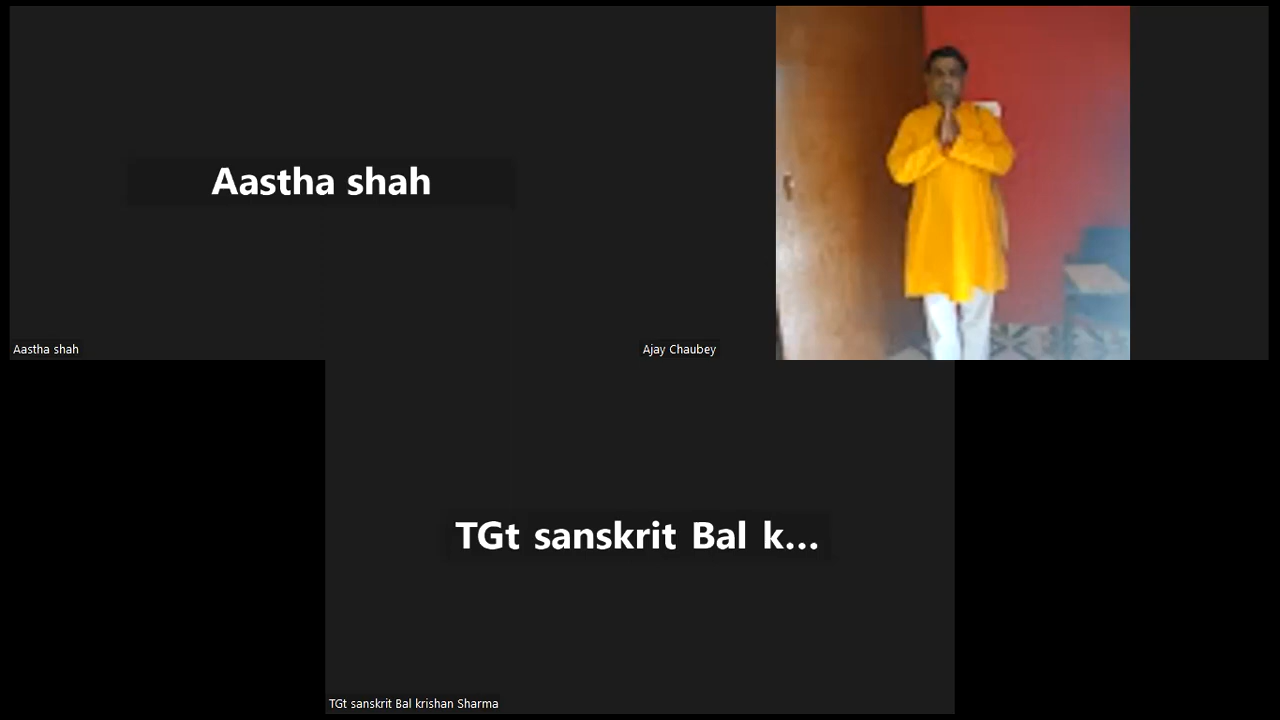 Aastha shah
Aastha shah
Ajay Chaubey
TGt sanskrit Bal k...
TGt sanskrit Bal krishan Sharma